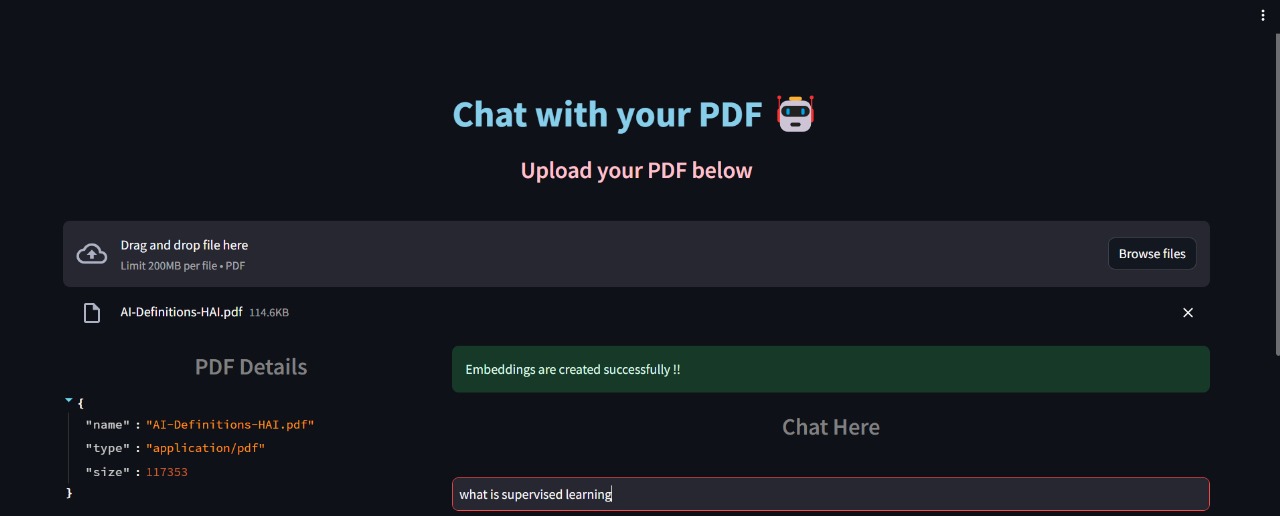 Chat with your PDF
Upload your PDF below
Drag and drop file here
Limit 200MB per file • PDF
Browse files
AI-Definitions-HAI.pdf 114.6KB
PDF Details
{
"name" : "AI-Definitions-HAI.pdf"
"type" : "application/pdf"
"size" : 117353
}
Embeddings are created successfully !!
Chat Here
what is supervised learning